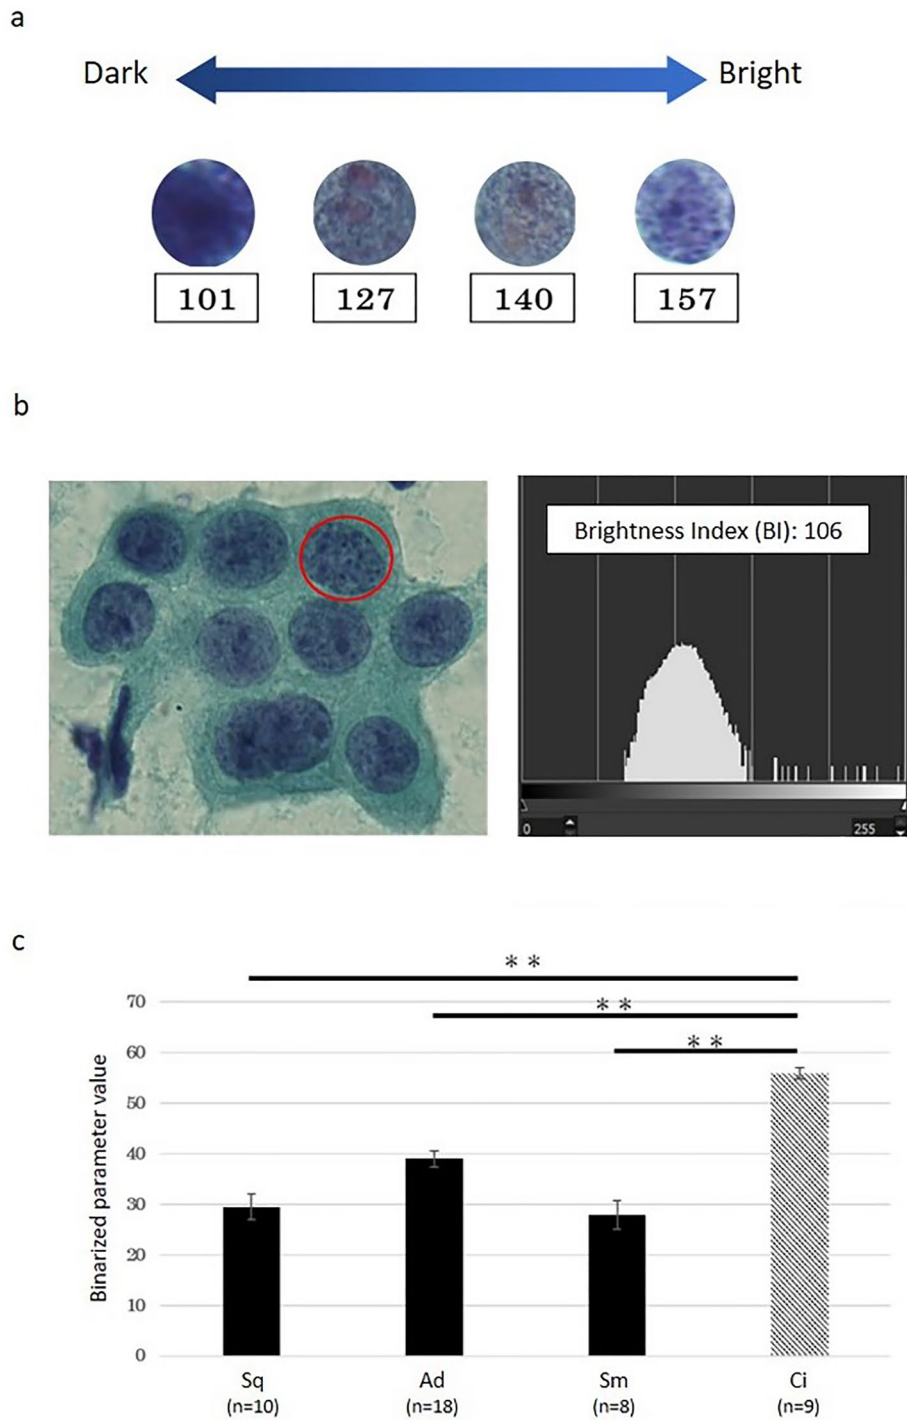 a
Dark
Bright
101
127
140
157
b
Brightness Index (BI): 106
0
255
c
**
**
**
70
60
50
40
30
20
10
0
Binarized parameter value
Sq
Ad
Sm
Ci
(n=10)
(n=18)
(n=8)
(n=9)